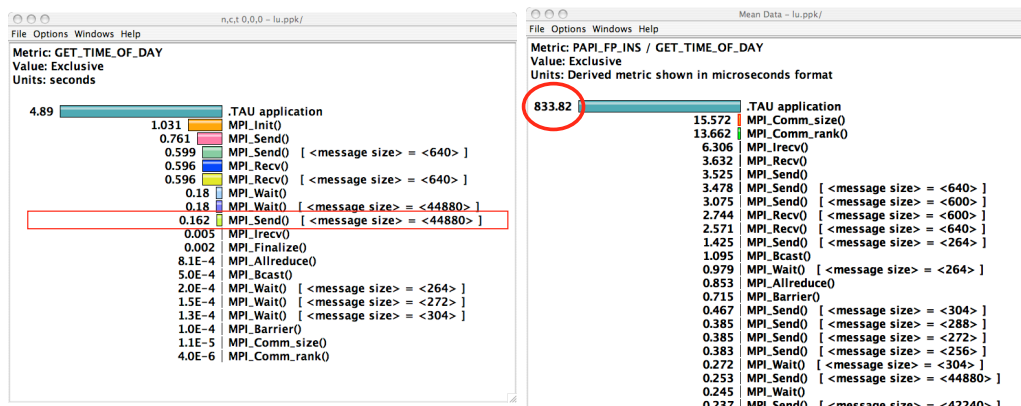 n,c,t 0,0,0 – lu.ppk/
File Options Windows Help
Metric: GET_TIME_OF_DAY
Value: Exclusive
Units: seconds
4.89 .TAU application
1.031 MPI_Init()
0.761 MPI_Send()
0.599 MPI_Send() [ <message size> = <640> ]
0.596 MPI_Recv()
0.596 MPI_Recv() [ <message size> = <640> ]
0.18 MPI_Wait()
0.18 MPI_Wait() [ <message size> = <44880> ]
0.162 MPI_Send() [ <message size> = <44880> ]
0.005 MPI_Irecv()
0.002 MPI_Finalize()
8.1E-4 MPI_Allreduce()
5.0E-4 MPI_Bcast()
2.0E-4 MPI_Wait() [ <message size> = <264> ]
1.5E-4 MPI_Wait() [ <message size> = <272> ]
1.3E-4 MPI_Wait() [ <message size> = <304> ]
1.0E-4 MPI_Barrier()
1.1E-5 MPI_Comm_size()
4.0E-6 MPI_Comm_rank()
Mean Data – lu.ppk/
File Options Windows Help
Metric: PAPI_FP_INS / GET_TIME_OF_DAY
Value: Exclusive
Units: Derived metric shown in microseconds format
833.82 .TAU application
15.572 MPI_Comm_size()
13.662 MPI_Comm_rank()
6.306 MPI_Irecv()
3.632 MPI_Recv()
3.525 MPI_Send()
3.478 MPI_Send() [ <message size> = <640> ]
3.075 MPI_Send() [ <message size> = <600> ]
2.744 MPI_Recv() [ <message size> = <600> ]
2.571 MPI_Recv() [ <message size> = <640> ]
1.425 MPI_Send() [ <message size> = <264> ]
1.095 MPI_Bcast()
0.979 MPI_Wait() [ <message size> = <264> ]
0.853 MPI_Allreduce()
0.715 MPI_Barrier()
0.467 MPI_Send() [ <message size> = <304> ]
0.385 MPI_Send() [ <message size> = <288> ]
0.385 MPI_Send() [ <message size> = <272> ]
0.383 MPI_Send() [ <message size> = <256> ]
0.272 MPI_Wait() [ <message size> = <304> ]
0.253 MPI_Send() [ <message size> = <44880> ]
0.245 MPI_Wait()
0.237 MPI_Send() [ <message size> = <42240> ]